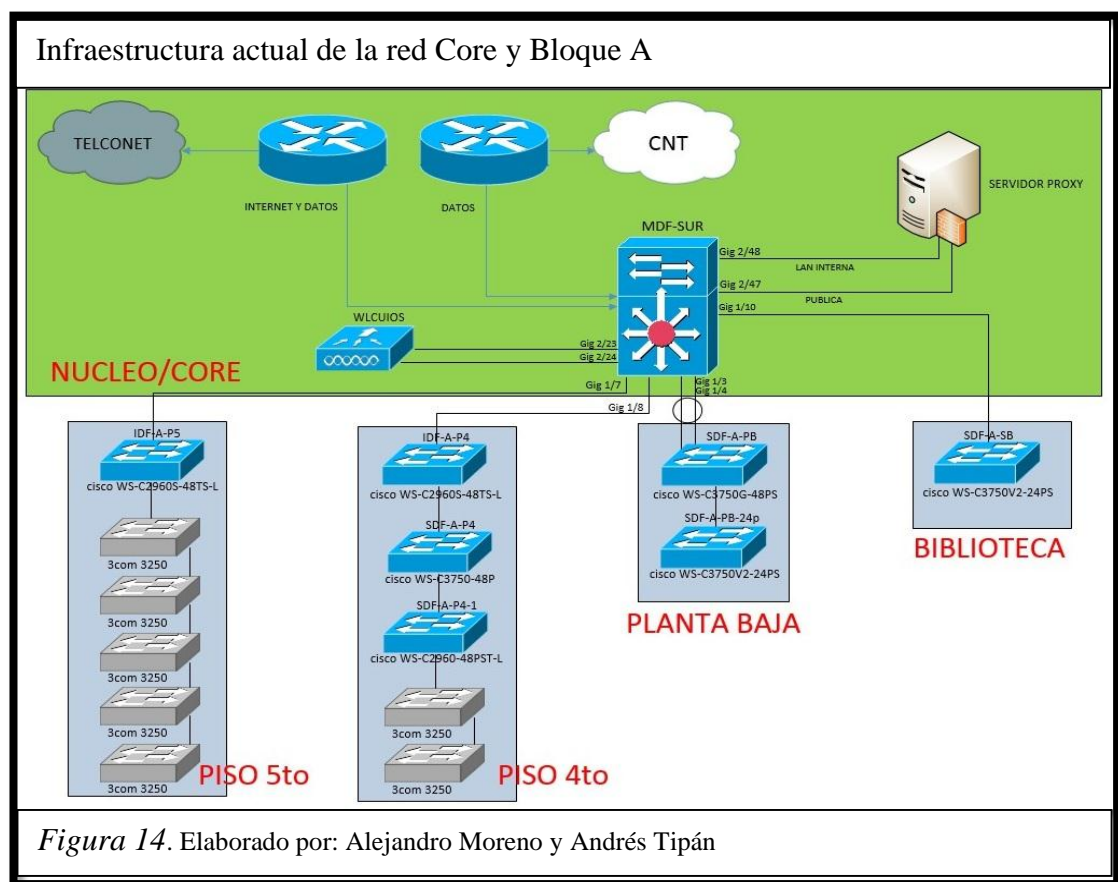 Infraestructura actual de la red Core y Bloque A
TELCONET
CNT
SERVIDOR PROXY
INTERNET Y DATOS
DATOS
MDF-SUR
Gig 2/48
LAN INTERNA
Gig 2/47
PUBLICA
Gig 1/10
WLCUIOS
Gig 2/23
Gig 2/24
NUCLEO/CORE
Gig 1/7
Gig 1/3
Gig 1/4
Gig 1/8
IDF-A-P5
cisco WS-C2960S-48TS-L
3com 3250
3com 3250
3com 3250
3com 3250
3com 3250
PISO 5to
IDF-A-P4
cisco WS-C2960S-48TS-L
SDF-A-P4
cisco WS-C3750-48P
SDF-A-P4-1
cisco WS-C2960-48PST-L
3com 3250
3com 3250
PISO 4to
SDF-A-PB
cisco WS-C3750G-48PS
SDF-A-PB-24p
cisco WS-C3750V2-24PS
PLANTA BAJA
SDF-A-SB
cisco WS-C3750V2-24PS
BIBLIOTECA
Figura 14. Elaborado por: Alejandro Moreno y Andrés Tipán